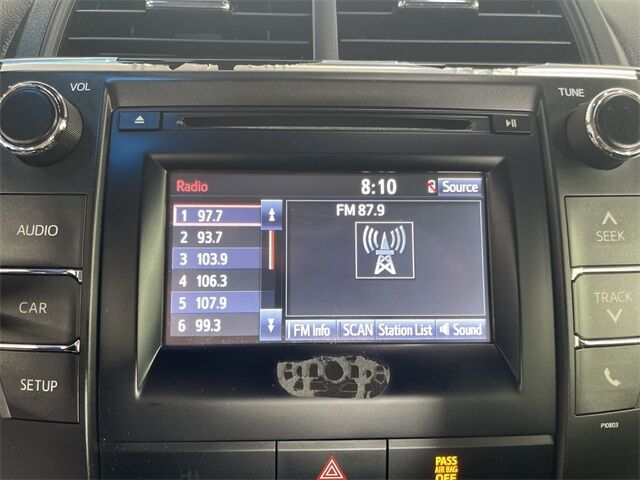 VOL
TUNE
Radio
8:10
Source
FM 87.9
1 97.7
2 93.7
3 103.9
4 106.3
5 107.9
6 99.3
FM Info
SCAN
Station List
Sound
AUDIO
CAR
SETUP
SEEK
TRACK
P10803
PASS
AIR BAG
OFF